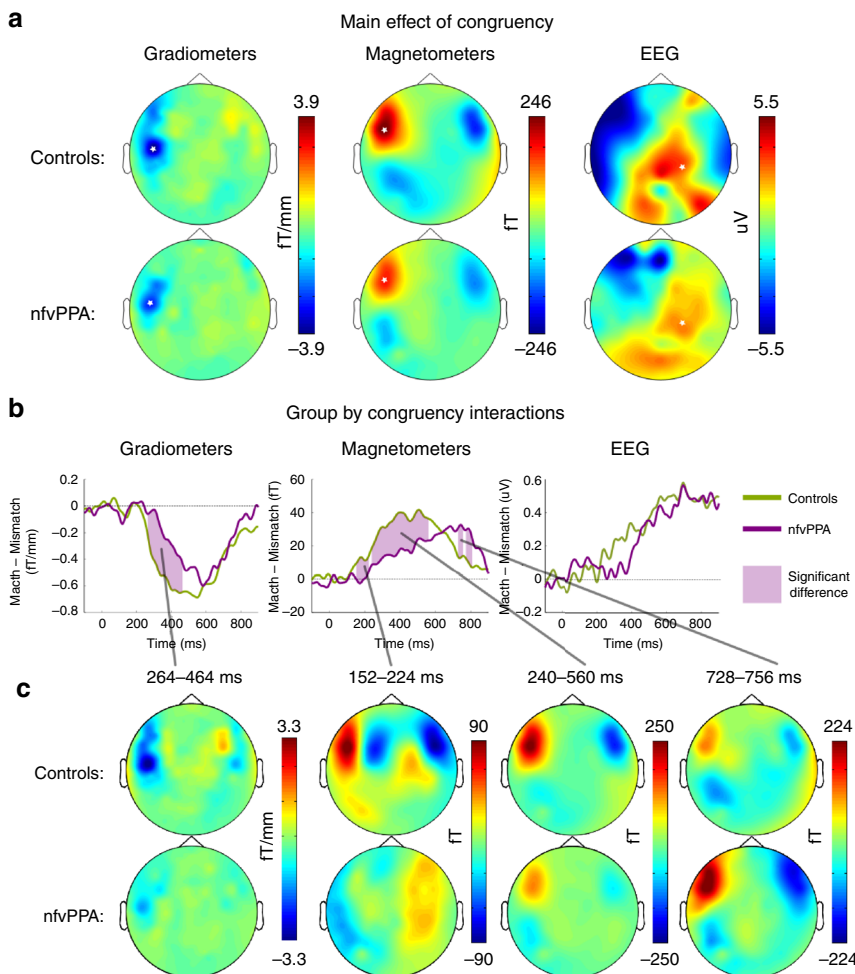 a
Main effect of congruency
Gradiometers
Magnetometers
EEG
Controls:
nfvPPA:
3.9
fT/mm
–3.9
246
fT
–246
5.5
uV
–5.5
b
Group by congruency interactions
Gradiometers
Magnetometers
EEG
Macth – Mismatch
(fT/mm)
0.2
0
–0.2
–0.4
–0.6
–0.8
0 200 400 600 800
Time (ms)
Macth – Mismatch (fT)
60
40
20
0
–20
0 200 400 600 800
Time (ms)
Macth – Mismatch (uV)
0.6
0.4
0.2
0
–0.2
0 200 400 600 800
Time (ms)
Controls
nfvPPA
Significant
difference
c
264–464 ms
152–224 ms
240–560 ms
728–756 ms
Controls:
nfvPPA:
3.3
fT/mm
–3.3
90
fT
–90
250
fT
–250
224
fT
–224